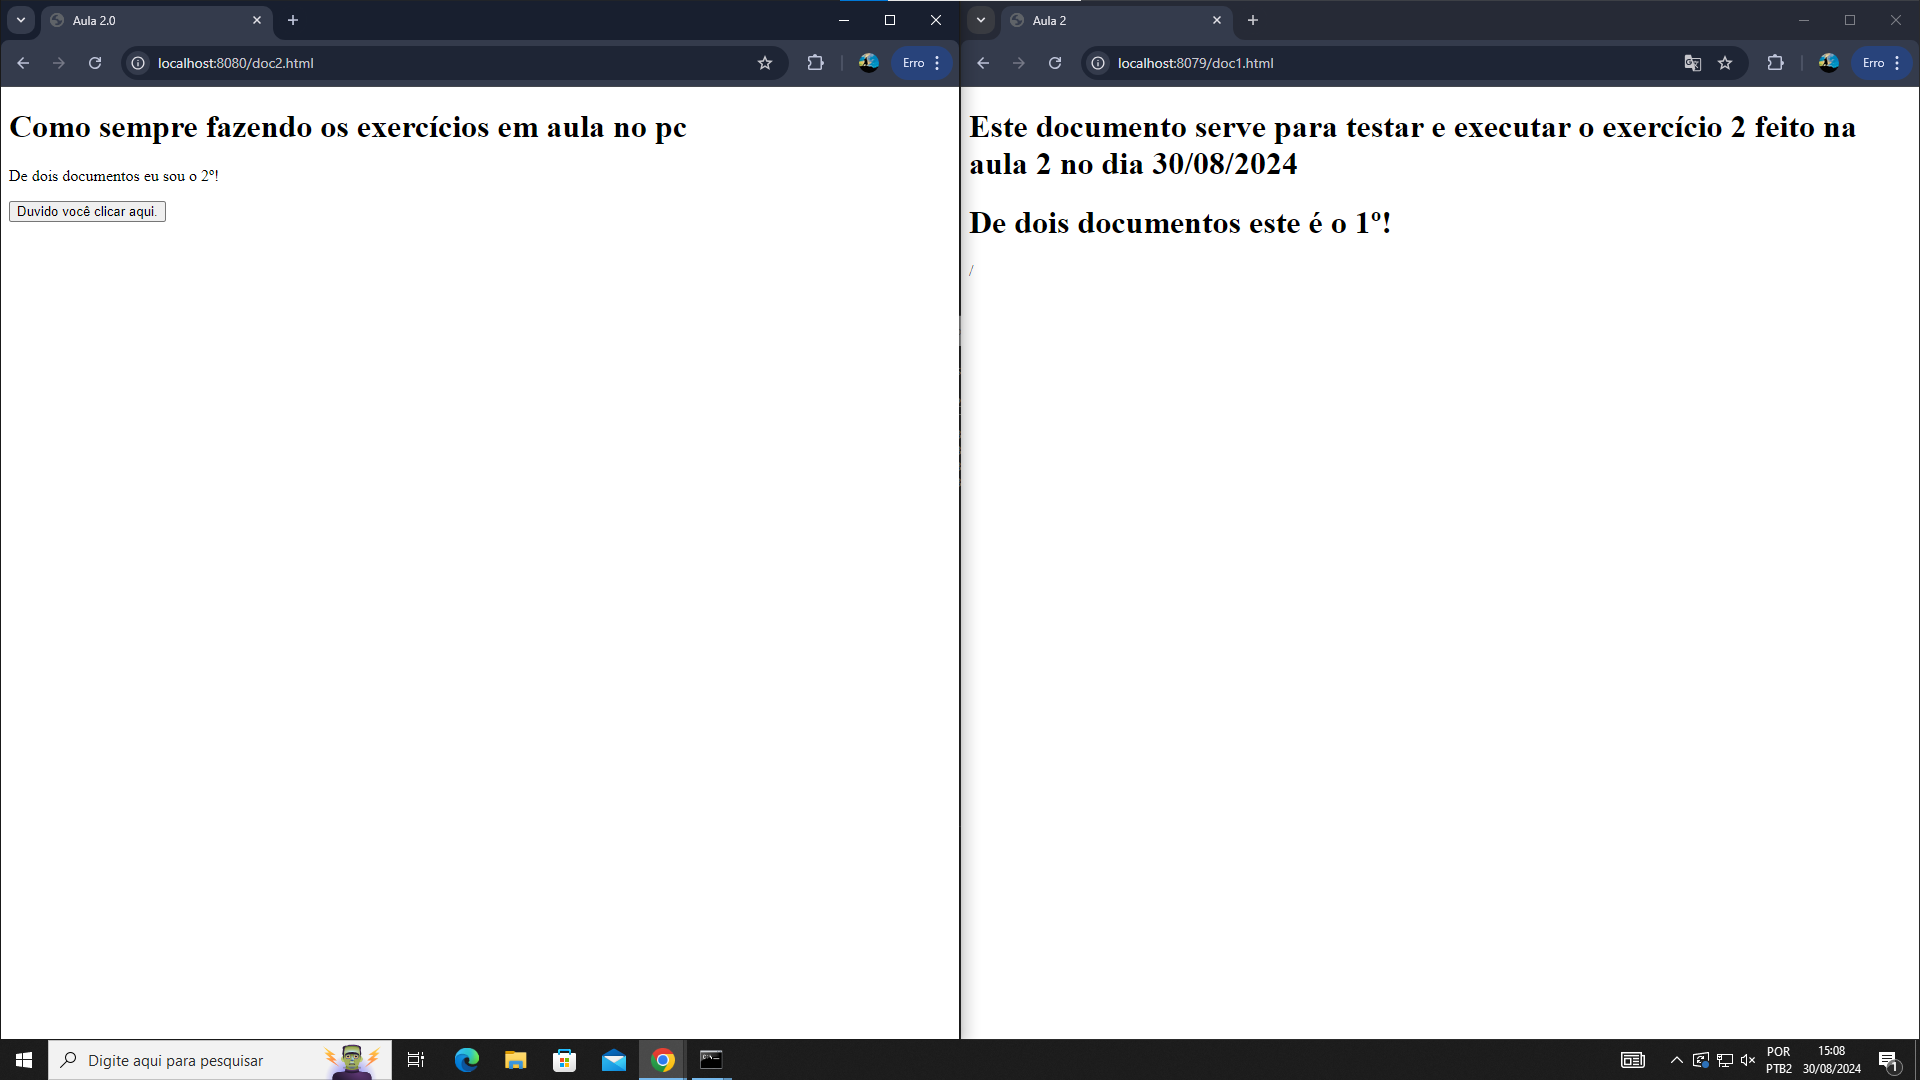 Aula 2.0
localhost:8080/doc2.html
Erro
Como sempre fazendo os exercícios em aula no pc
De dois documentos eu sou o 2º!
Duvido você clicar aqui.
Aula 2
localhost:8079/doc1.html
Erro
Este documento serve para testar e executar o exercício 2 feito na
aula 2 no dia 30/08/2024
De dois documentos este é o 1º!
/
Digite aqui para pesquisar
POR
PTB2
15:08
30/08/2024
1